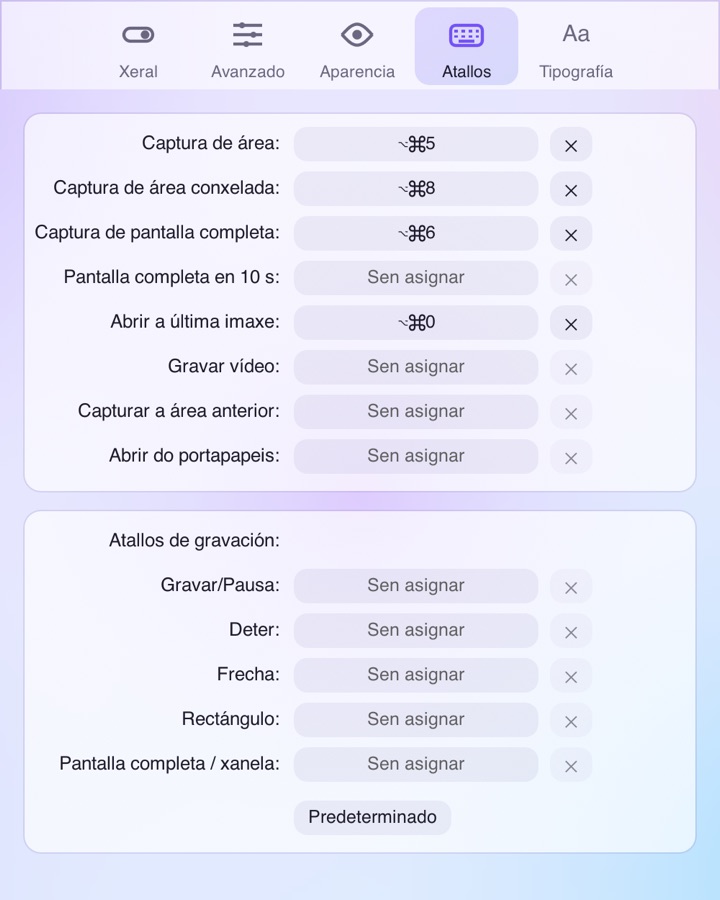 Xeral
Avanzado
Aparencia
Aa
Atallos
Tipografía
Captura de área: ⌥⌘5
Captura de área conxelada: ⌥⌘8
Captura de pantalla completa: ⌥⌘6
Pantalla completa en 10 s: Sen asignar
Abrir a última imaxe: ⌥⌘0
Gravar vídeo: Sen asignar
Capturar a área anterior: Sen asignar
Abrir do portapapeis: Sen asignar
Atallos de gravación:
Gravar/Pausa: Sen asignar
Deter: Sen asignar
Frecha: Sen asignar
Rectángulo: Sen asignar
Pantalla completa / xanela: Sen asignar
Predeterminado